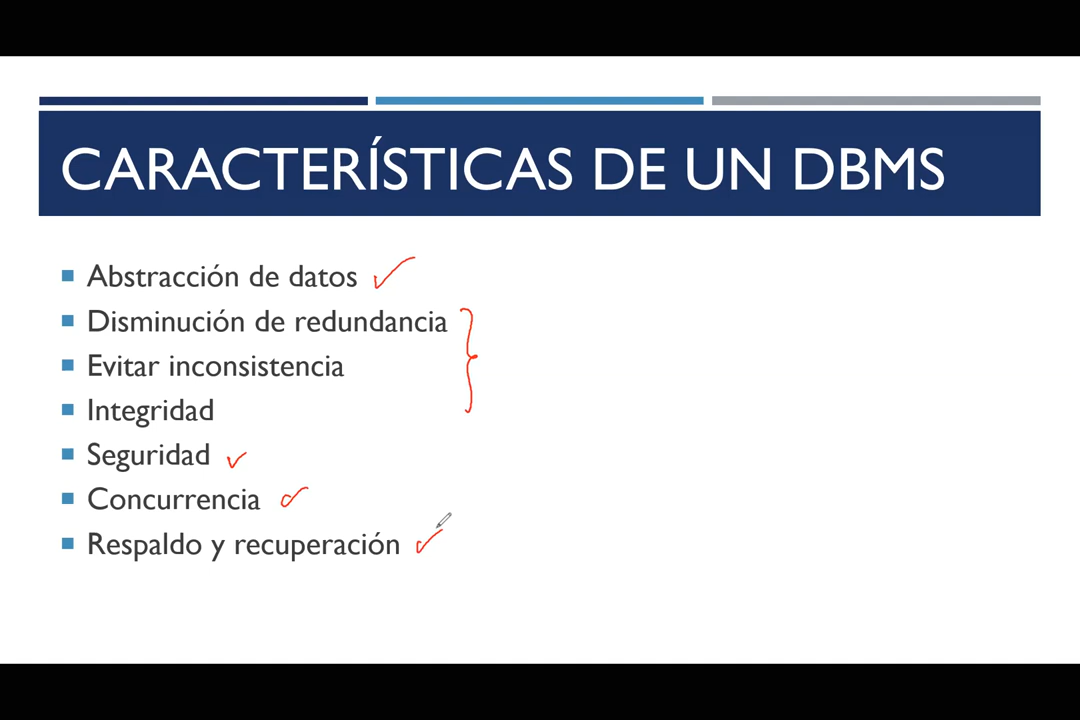 CARACTERÍSTICAS DE UN DBMS
Abstracción de datos
Disminución de redundancia
Evitar inconsistencia
Integridad
Seguridad
Concurrencia
Respaldo y recuperación